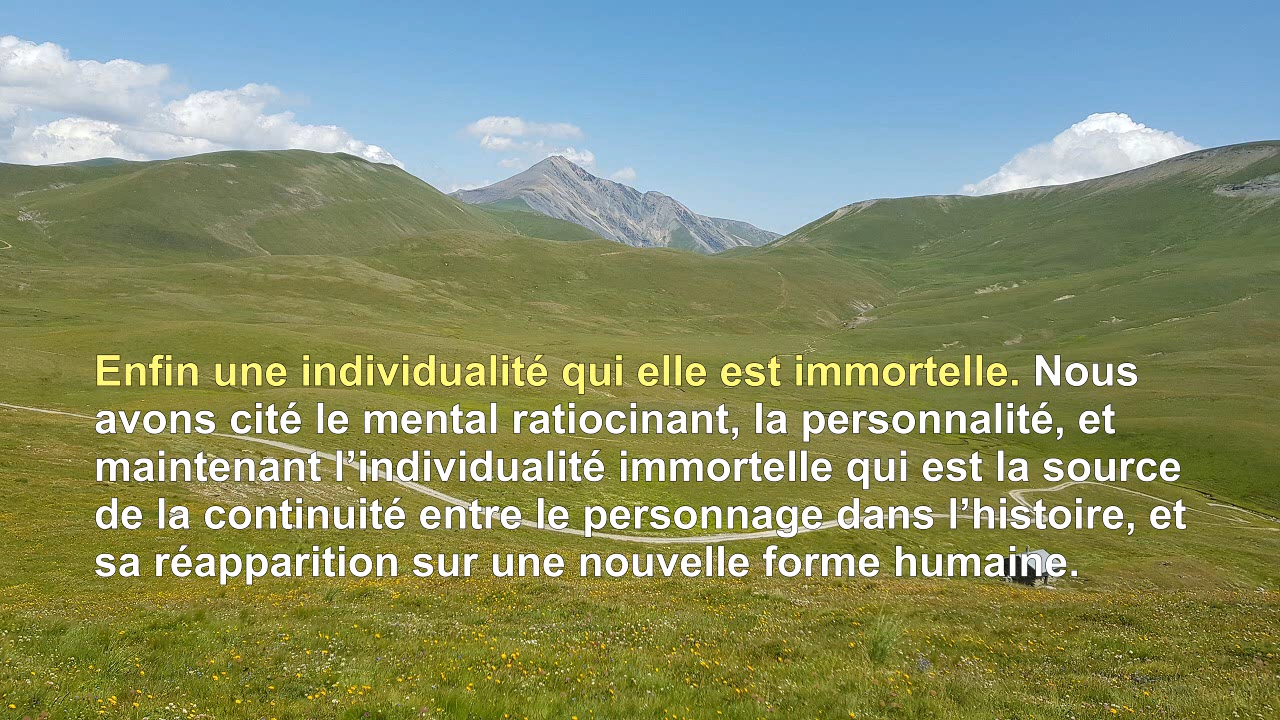 Enfin une individualité qui elle est immortelle. Nous
avons cité le mental ratiocinant, la personnalité, et
maintenant l’individualité immortelle qui est la source
de la continuité entre le personnage dans l’histoire, et
sa réapparition sur une nouvelle forme humaine.